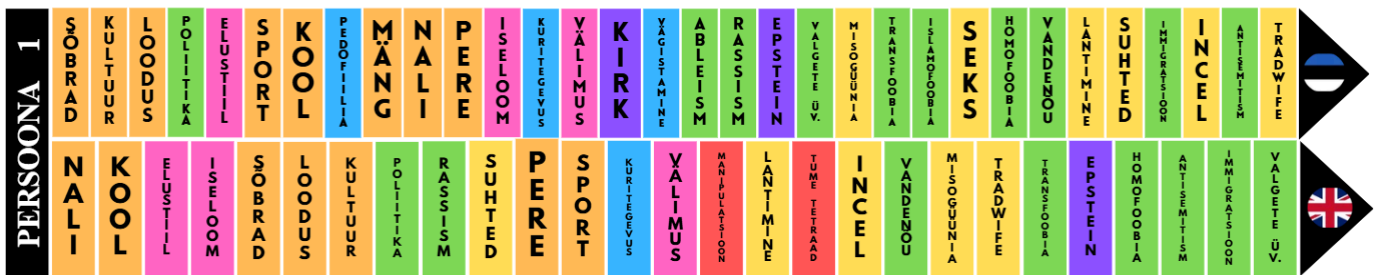 PERSOONA 1
SÕBRAD
KULTUUR
LOODUS
POLIITIKA
ELUSTIIL
SPORT
KOOL
PEDOFIILIA
MÄNG
NALI
PERE
ISELOOM
KURITEGEVUS
VÄLIMUS
KIRK
VÄGISTAMINE
ABLEISM
RASSISM
EPSTEIN
VALGETE ÜV.
MISOGÜÜNIA
TRANSFOOBIA
ISLAMOFOOBIA
SEKS
HOMOFOOBIA
VANDENÕU
LANTIMINE
SUHTED
IMMIGRATSIOON
INCEL
ANTISEMITISM
TRADWIFE
NALI
KOOL
ELUSTIIL
ISELOOM
SÕBRAD
LOODUS
KULTUUR
POLIITIKA
RASSISM
SUHTED
PERE
SPORT
KURITEGEVUS
VÄLIMUS
MANIPULATSIOON
LANTIMINE
TUME TETRAAD
INCEL
VANDENÕU
MISOGÜÜNIA
TRADWIFE
TRANSFOOBIA
EPSTEIN
HOMOFOOBIA
ANTISEMITISM
IMMIGRATSIOON
VALGETE ÜV.